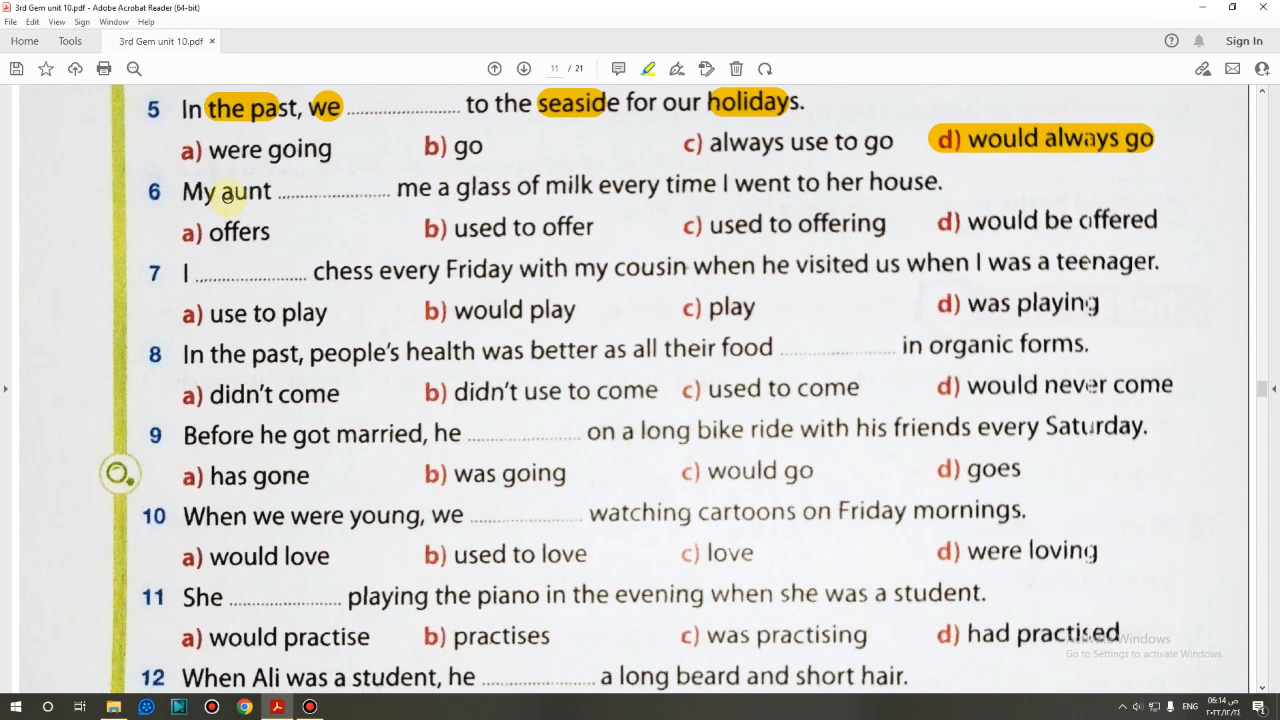 3rd Gem unit 10.pdf - Adobe Acrobat Reader (64-bit)
File Edit View Sign Window Help
Home Tools 3rd Gem unit 10.pdf × Sign In
11 / 21
5 In the past, we .................... to the seaside for our holidays.
a) were going b) go c) always use to go d) would always go
6 My aunt .................... me a glass of milk every time I went to her house.
a) offers b) used to offer c) used to offering d) would be offered
7 I .................... chess every Friday with my cousin when he visited us when I was a teenager.
a) use to play b) would play c) play d) was playing
8 In the past, people's health was better as all their food .................... in organic forms.
a) didn't come b) didn't use to come c) used to come d) would never come
9 Before he got married, he .................... on a long bike ride with his friends every Saturday.
a) has gone b) was going c) would go d) goes
10 When we were young, we .................... watching cartoons on Friday mornings.
a) would love b) used to love c) love d) were loving
11 She .................... playing the piano in the evening when she was a student.
a) would practise b) practises c) was practising d) had practised
Activate Windows
Go to Settings to activate Windows.
12 When Ali was a student, he .................... a long beard and short hair.
ENG 06:14 ص
٢٠٢٢/١٢/٢٤